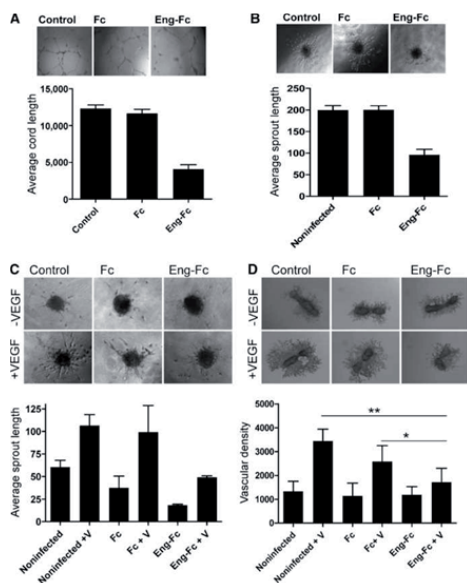 A
Control Fc Eng-Fc
Average cord length
15,000
10,000
5,000
0
Control Fc Eng-Fc
B
Control Fc Eng-Fc
Average sprout length
250
200
150
100
50
0
Noninfected Fc Eng-Fc
C
Control Fc Eng-Fc
-VEGF
+VEGF
Average sprout length
125
100
75
50
25
0
Noninfected Noninfected +V Fc Fc + V Eng-Fc Eng-Fc + V
D
Control Fc Eng-Fc
-VEGF
+VEGF
Vascular density
5000
4000
3000
2000
1000
0
**
*
Noninfected Noninfected + V Fc Fc+ V Eng-Fc Eng-Fc + V